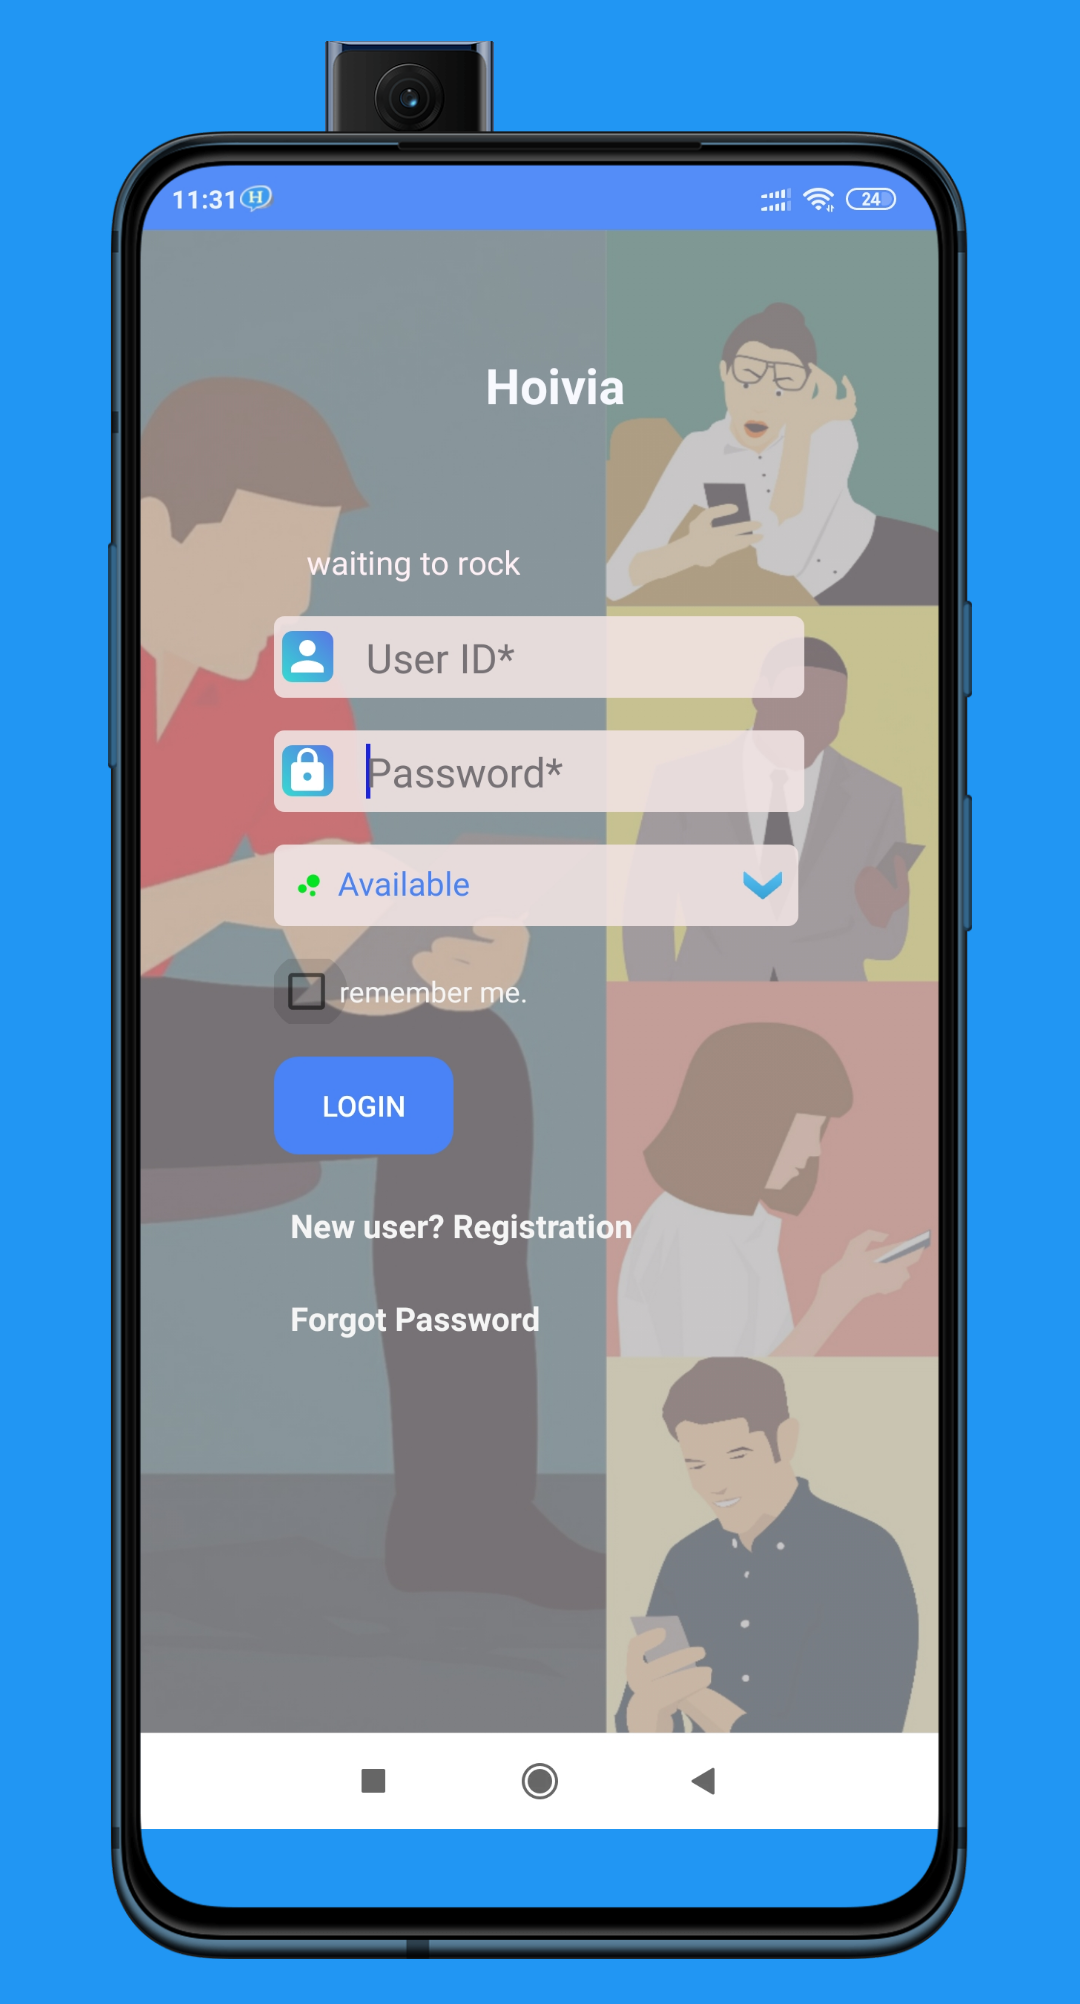 11:31 H 24
Hoivia
waiting to rock
User ID*
Password*
Available
remember me.
LOGIN
New user? Registration
Forgot Password